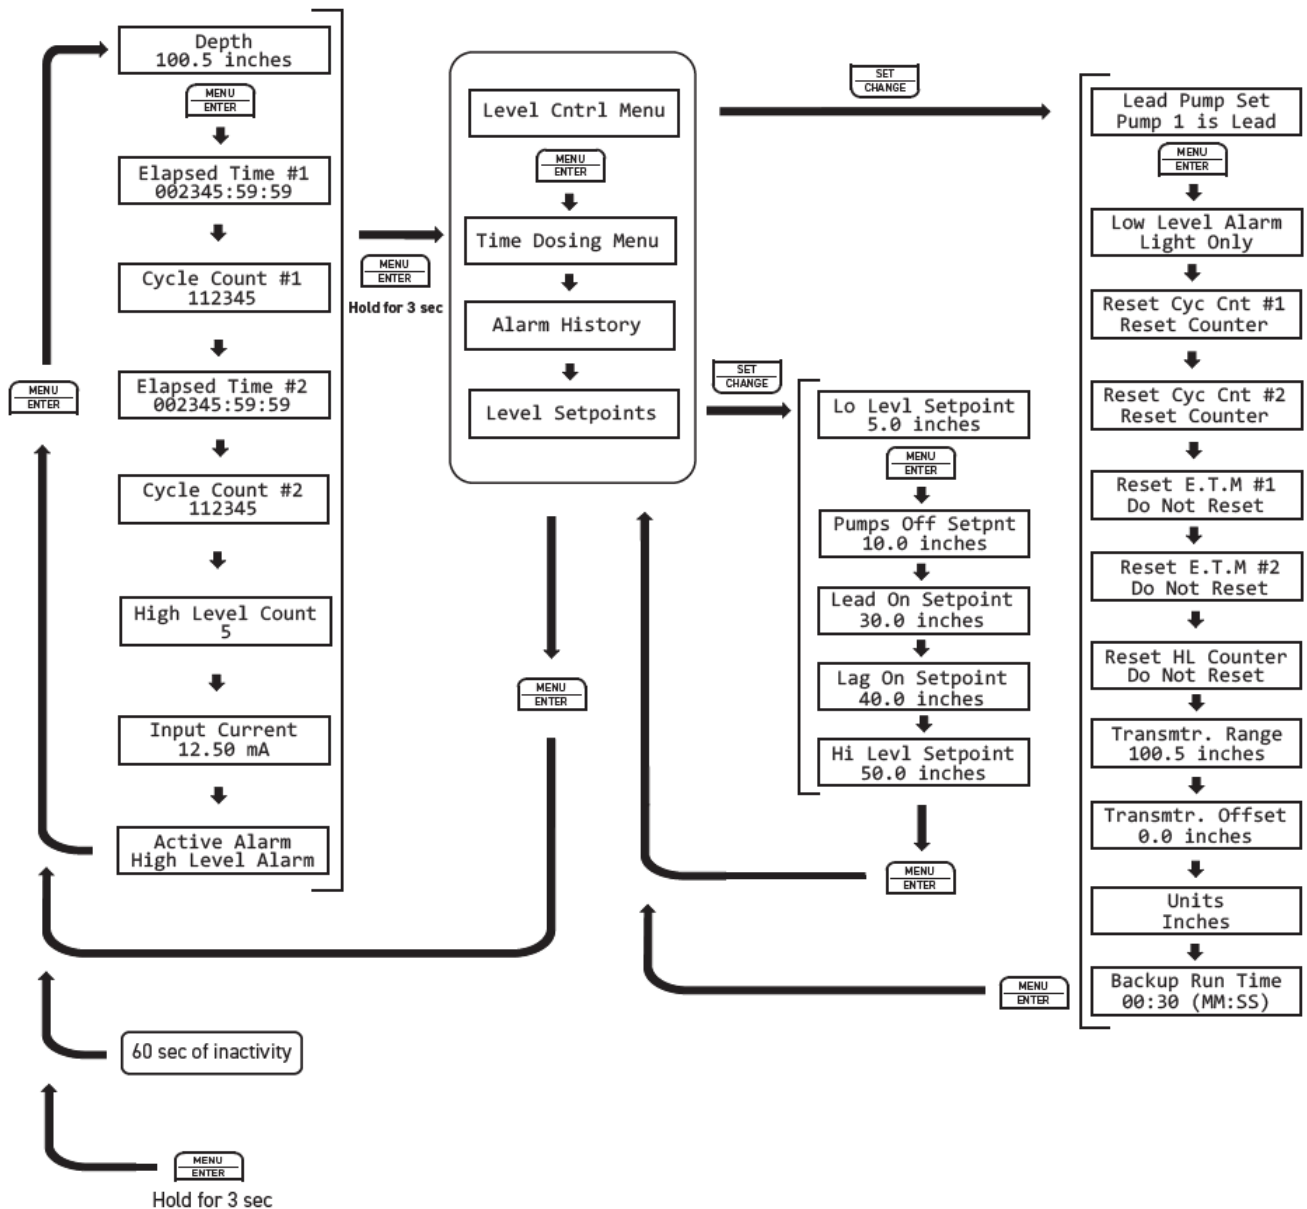 Depth
100.5 inches
MENU
ENTER
Elapsed Time #1
002345:59:59
Cycle Count #1
112345
Elapsed Time #2
002345:59:59
Cycle Count #2
112345
High Level Count
5
Input Current
12.50 mA
Active Alarm
High Level Alarm
MENU
ENTER
60 sec of inactivity
MENU
ENTER
Hold for 3 sec
MENU
ENTER
Hold for 3 sec
Level Cntrl Menu
MENU
ENTER
Time Dosing Menu
Alarm History
Level Setpoints
MENU
ENTER
SET
CHANGE
Lo Levl Setpoint
5.0 inches
MENU
ENTER
Pumps Off Setpnt
10.0 inches
Lead On Setpoint
30.0 inches
Lag On Setpoint
40.0 inches
Hi Levl Setpoint
50.0 inches
MENU
ENTER
SET
CHANGE
Lead Pump Set
Pump 1 is Lead
MENU
ENTER
Low Level Alarm
Light Only
Reset Cyc Cnt #1
Reset Counter
Reset Cyc Cnt #2
Reset Counter
Reset E.T.M #1
Do Not Reset
Reset E.T.M #2
Do Not Reset
Reset HL Counter
Do Not Reset
Transmtr. Range
100.5 inches
Transmtr. Offset
0.0 inches
Units
Inches
Backup Run Time
00:30 (MM:SS)
MENU
ENTER